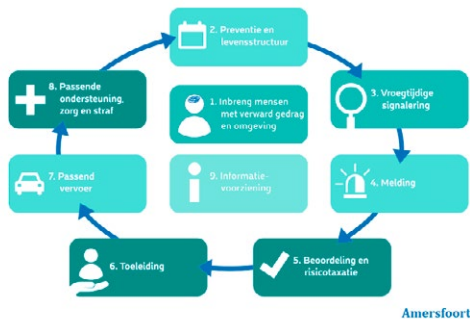 2. Preventie en
levensstructuur
8. Passende
ondersteuning,
zorg en straf
1. Inbreng mensen
met verward gedrag
en omgeving
3. Vroegtijdige
signalering
7. Passend
vervoer
9. Informatie-
voorziening
4. Melding
6. Toeleiding
5. Beoordeling en
risicotaxatie
Amersfoort